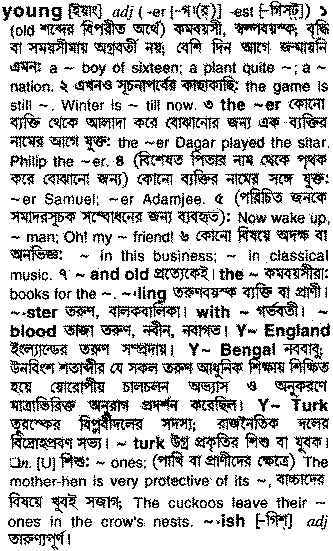 young [ইয়াং] adj (-er [-গা(র্)] -est [-গিস্ট্]) ১
(old শব্দের বিপরীত অর্থে) কমবয়সী, স্বল্পবয়স্ক; বৃদ্ধি
বা সময়সীমায় অগ্রবর্তী নয়; বেশি দিন আগে জন্মায়নি
এমন: a ~ boy of sixteen; a plant quite ~; a ~
nation. ২ এখনও সূচনাপর্বের কাছাকাছি: the game is
still ~. Winter is ~ till now. ৩ the ~er কোনো
ব্যক্তি থেকে আলাদা করে বোঝানোর জন্য এক ব্যক্তির
নামের আগে যুক্ত: the ~er Dagar played the sitar.
Philip the ~er. ৪ (বিশেষত পিতার নাম থেকে পৃথক
করে বোঝানো জন্য) কোনো ব্যক্তির নামের সঙ্গে যুক্ত:
~er Samuel; ~er Adamjee. ৫ (পরিচিত জনকে
সমাদরসূচক সম্বোধনের জন্য ব্যবহৃত): Now wake up,
~ man; Oh! my ~ friend! ৬ কোনো বিষয়ে অদক্ষ বা
অনভিজ্ঞ: ~ in this business; ~ in classical
music. ৭ ~ and old প্রত্যেকেই। the ~ কমবয়সীরা:
books for the ~. ~·ling তরুণবয়স্ক ব্যক্তি বা প্রাণী।
~·ster তরুণ, বালকবালিকা। with ~ গর্ভবতী। ~
blood তাজা তরুণ, নবীন, নবাগত। Y~ England
ইংল্যান্ডের তরুণ সম্প্রদায়। Y~ Bengal নব্যবাবু;
উনবিংশ শতাব্দীর যে সকল তরুণ আধুনিক শিক্ষায় শিক্ষিত
হয়ে য়োরোপীয় চালচলন অভ্যাস ও অনুকরণে
মাত্রাতিরিক্ত অনুরাগ প্রদর্শন করেছিল। Y~ Turk
তুরস্কের বিপ্লবীদলের সদস্য; রাজনৈতিক দলের
বিদ্রোহপ্রবণ সভ্য। ~ turk উগ্র প্রকৃতির শিশু বা যুবক।
□n. [U] শিশু: ~ ones; (পাখি বা প্রাণীদের ক্ষেত্রে) The
mother-hen is very protective of its ~, বাচ্চাদের
বিষয়ে খুবই সজাগ; The cuckoos leave their ~
ones in the crow's nests. ~·ish [-গিশ্] adj
তারুণ্যপূর্ণ।